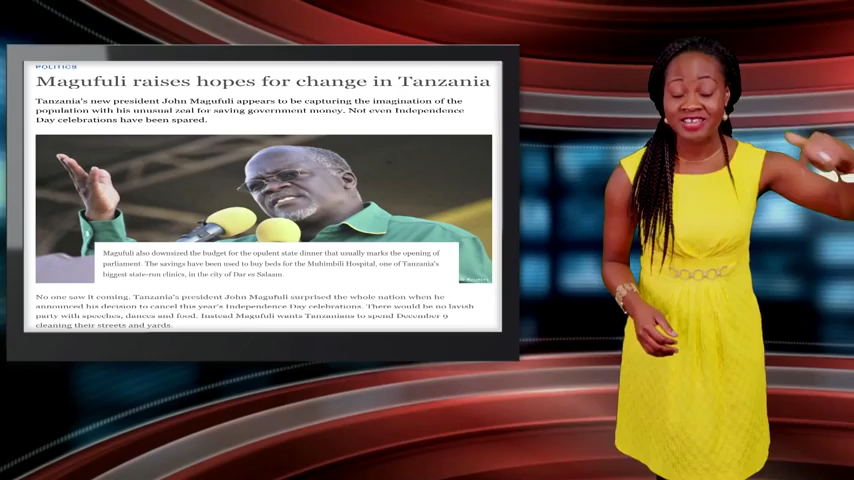 POLITICS
Magufuli raises hopes for change in Tanzania
Tanzania's new president John Magufuli appears to be capturing the imagination of the
population with his unusual zeal for saving government money. Not even Independence
Day celebrations have been spared.
Magufuli also downsized the budget for the opulent state dinner that usually marks the opening of
parliament. The savings have been used to buy beds for the Muhimbili Hospital, one of Tanzania's
biggest state-run clinics, in the city of Dar es Salaam.
No one saw it coming. Tanzania's president John Magufuli surprised the whole nation when he
announced his decision to cancel this year's Independence Day celebrations. There would be no lavish
party with speeches, dances and food. Instead Magufuli wants Tanzanians to spend December 9
cleaning their streets and yards.